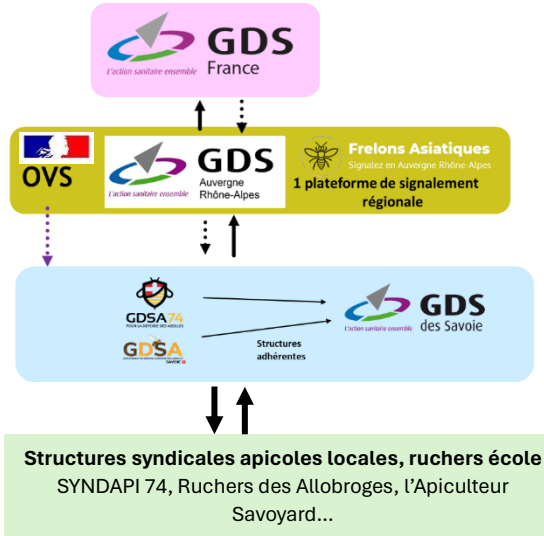 GDS
France
L'action sanitaire ensemble
OVS
GDS
Auvergne
Rhône-Alpes
L'action sanitaire ensemble
Frelons Asiatiques
Signalez en Auvergne Rhône-Alpes
1 plateforme de signalement
régionale
GDSA74
POUR LA DÉFENSE DES ABEILLES
GDSA
SAVOIE
Structures
adhérentes
GDS
des Savoie
L'action sanitaire ensemble
Structures syndicales apicoles locales, ruchers école
SYNDAPI 74, Ruchers des Allobroges, l'Apiculteur
Savoyard...